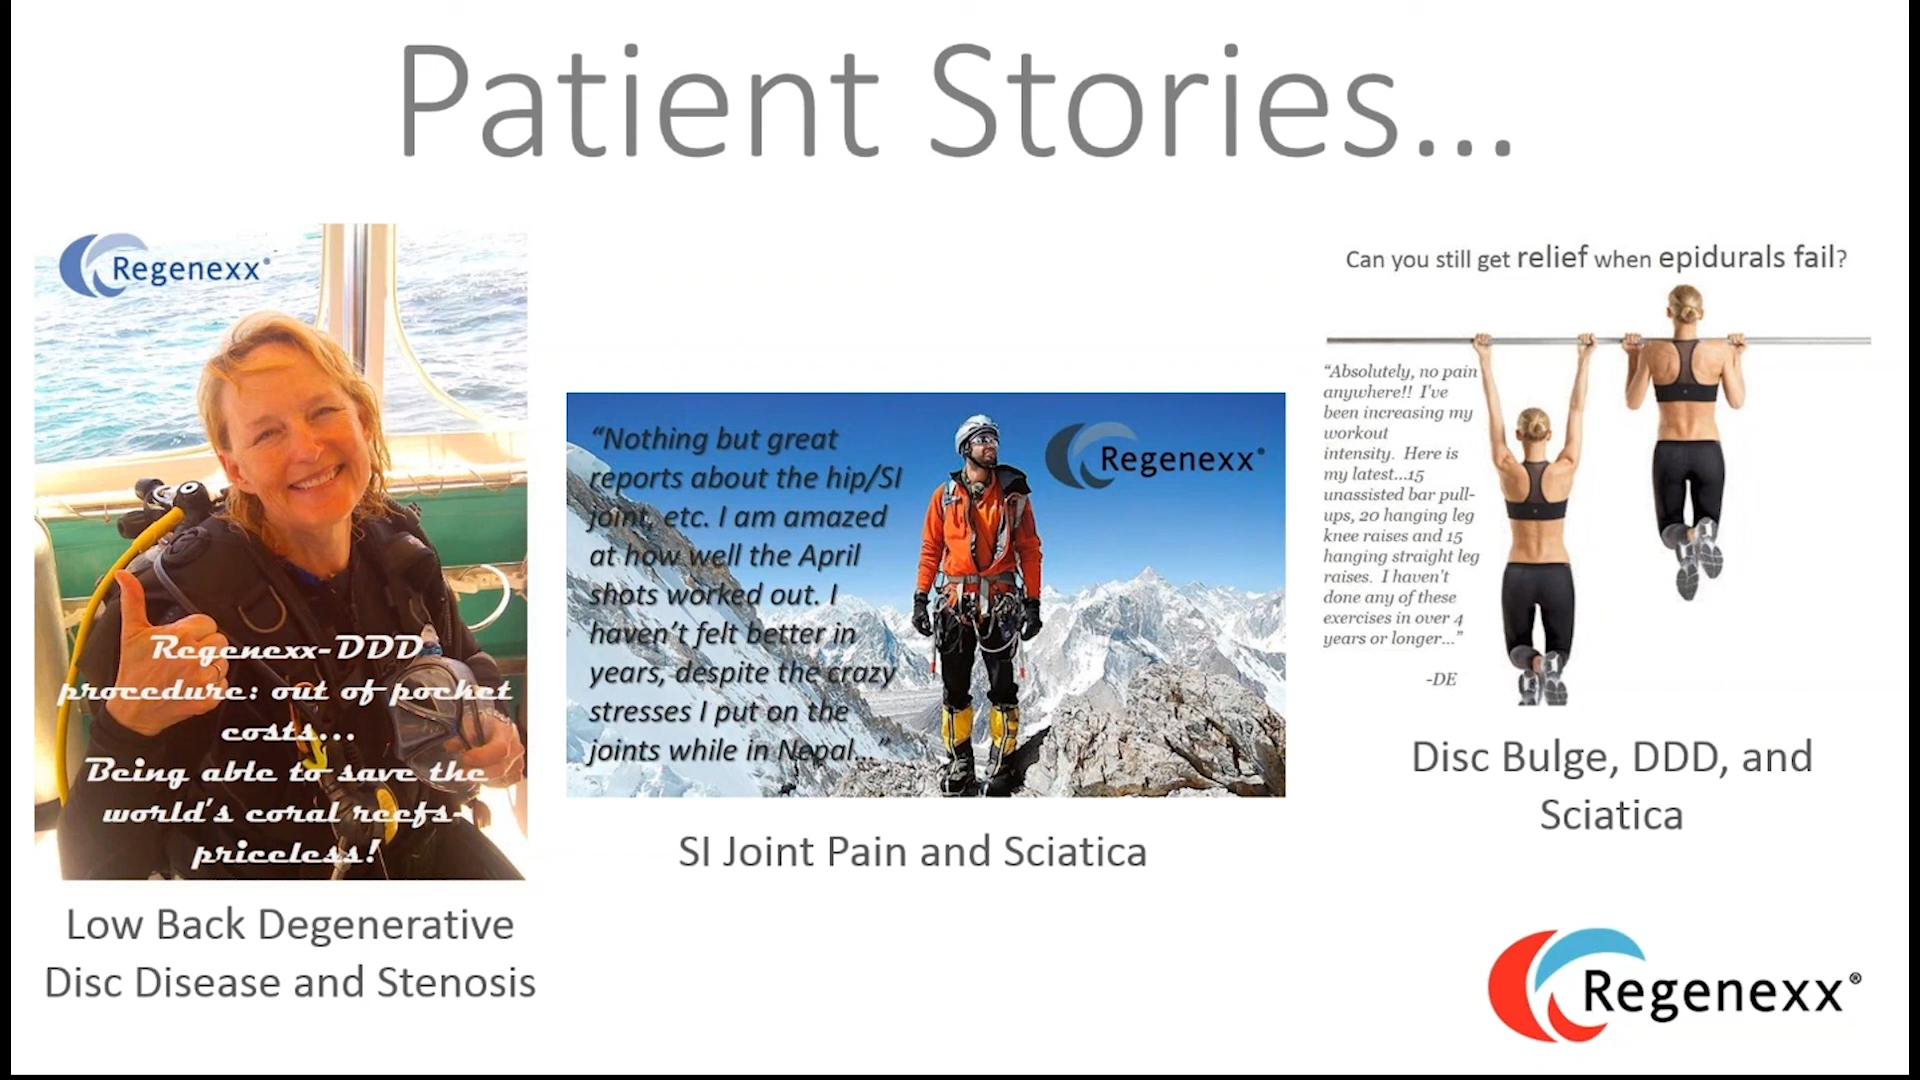 Patient Stories...
Regenexx®
Regenexx-DDD
procedure: out of pocket
costs...
Being able to save the
world's coral reefs-
priceless!
Low Back Degenerative
Disc Disease and Stenosis
“Nothing but great
reports about the hip/SI
joint, etc. I am amazed
at how well the April
shots worked out. I
haven’t felt better in
years, despite the crazy
stresses I put on the
joints while in Nepal...”
Regenexx®
SI Joint Pain and Sciatica
Can you still get relief when epidurals fail?
“Absolutely, no pain
anywhere!! I've
been increasing my
workout
intensity. Here is
my latest...15
unassisted bar pull-
ups, 20 hanging leg
knee raises and 15
hanging straight leg
raises. I haven't
done any of these
exercises in over 4
years or longer...”
-DE
Disc Bulge, DDD, and
Sciatica
Regenexx®